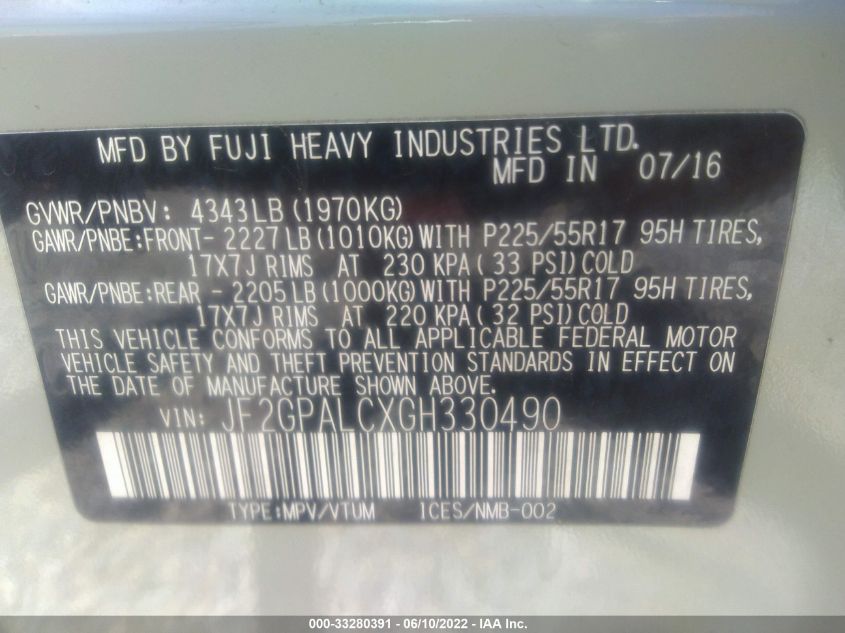 MFD BY FUJI HEAVY INDUSTRIES LTD.
MFD IN 07/16
GVWR/PNBV: 4343LB(1970KG)
GAWR/PNBE:FRONT- 2227LB(1010KG)WITH P225/55R17 95H TIRES,
17X7J RIMS AT 230 KPA( 33 PSI)COLD
GAWR/PNBE:REAR - 2205LB(1000KG)WITH P225/55R17 95H TIRES,
17X7J RIMS AT 220 KPA( 32 PSI)COLD
THIS VEHICLE CONFORMS TO ALL APPLICABLE FEDERAL MOTOR
VEHICLE SAFETY AND THEFT PREVENTION STANDARDS IN EFFECT ON
THE DATE OF MANUFACTURE SHOWN ABOVE.
VIN: JF2GPALCXGH330490
TYPE:MPV/VTUM ICES/NMB-002
000-33280391 - 06/10/2022 - IAA Inc.